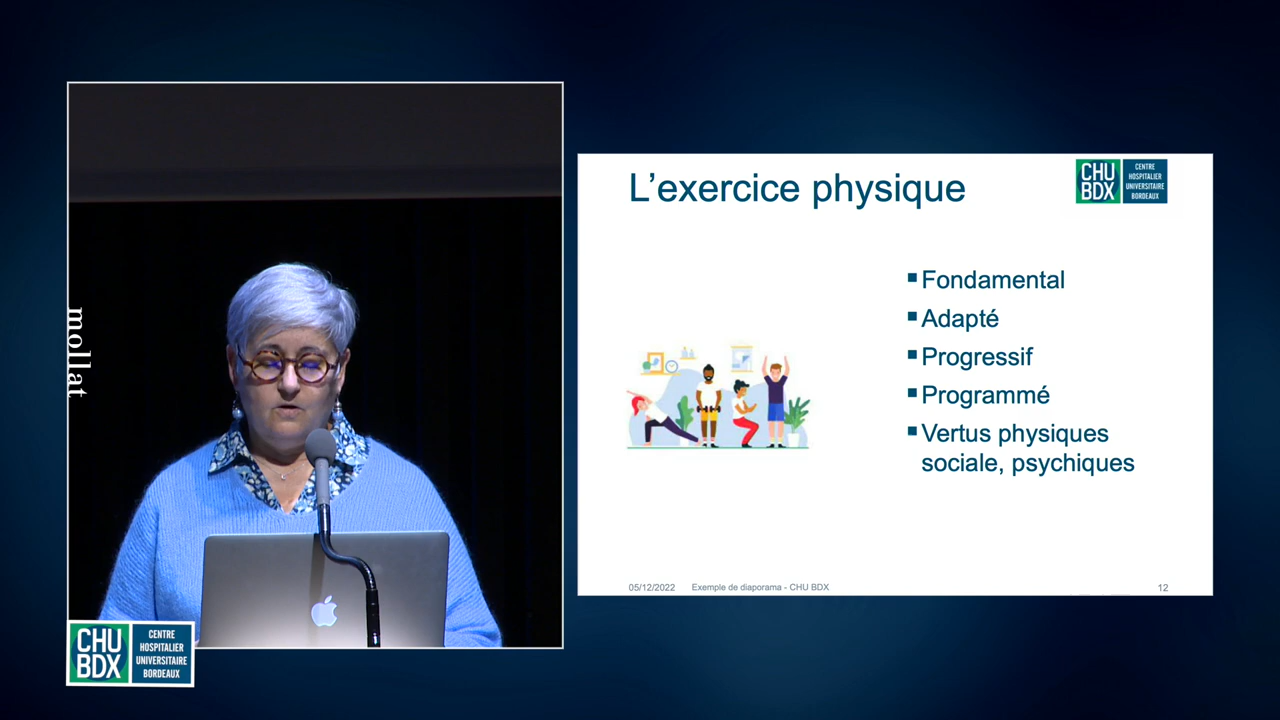 mollat
CHU
BDX
CENTRE
HOSPITALIER
UNIVERSITAIRE
BORDEAUX
L’exercice physique
CHU
BDX
CENTRE
HOSPITALIER
UNIVERSITAIRE
BORDEAUX
Fondamental
Adapté
Progressif
Programmé
Vertus physiques
sociale, psychiques
05/12/2022 Exemple de diaporama - CHU BDX 12